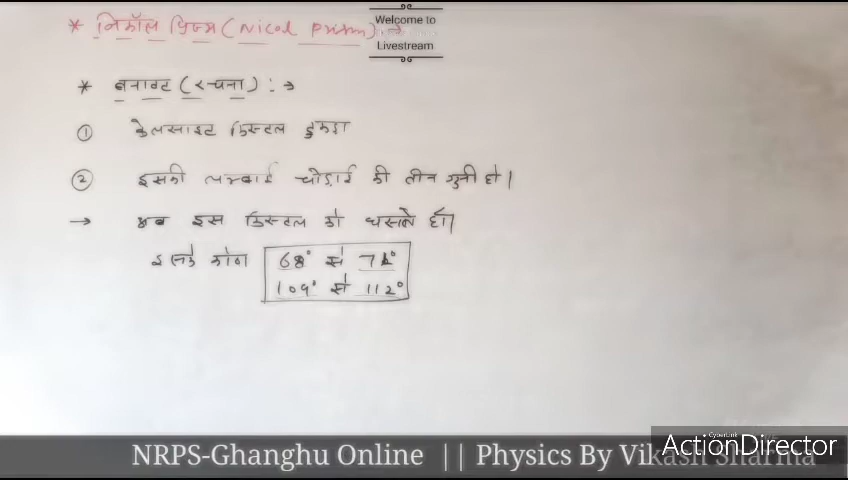 Welcome to
Livestream
* निकॉल प्रिज्म (Nicol Prism) →
* बनावट (रचना) : →
① केलसाइट क्रिस्टल टुकड़ा
② इसकी लम्बाई चोड़ाई की तीन गुनी हो।
→ अब इस क्रिस्टल को घसते हैं।
इसके कोण 68° से 71°
109° से 112°
CyberLink
ActionDirector
NRPS-Ghanghu Online || Physics By Vikash Sharma